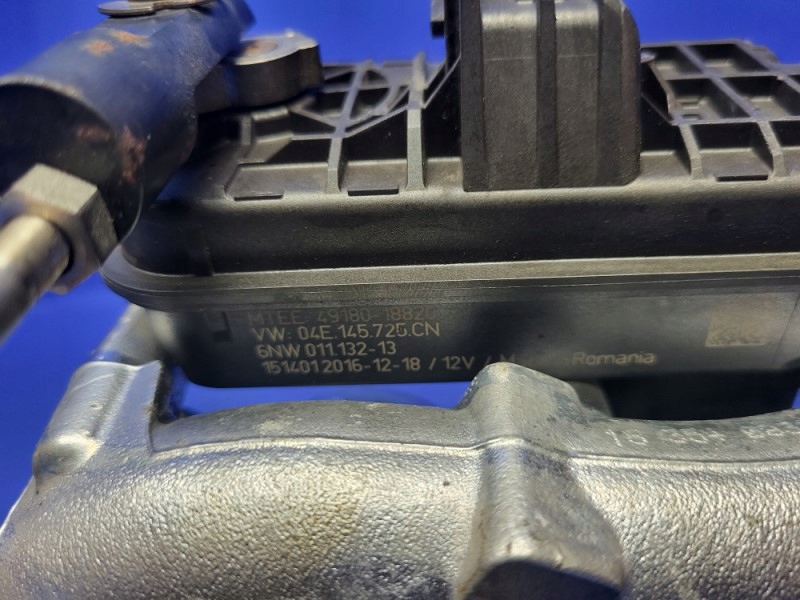 MTEE: 49180-18820
VW: 04E.145.725.CN
6NW 011.132-13
151401 2016-12-18 / 12V / Romania